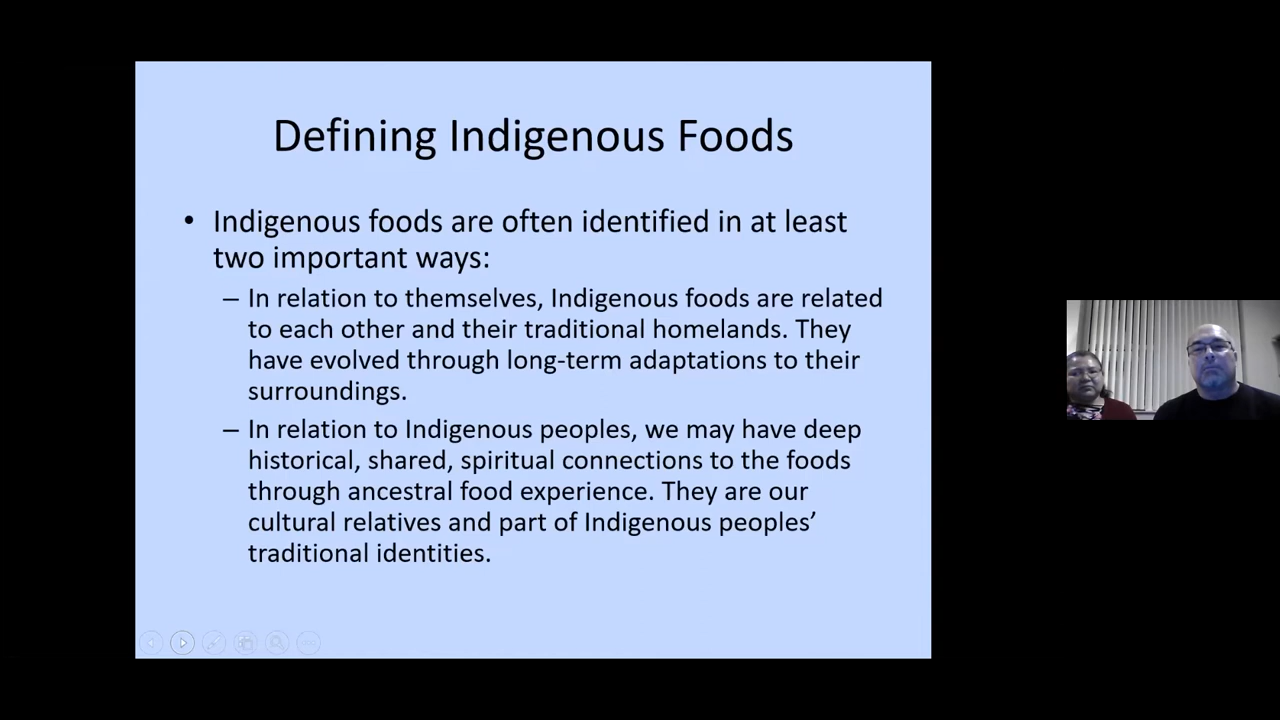 Defining Indigenous Foods
• Indigenous foods are often identified in at least
two important ways:
– In relation to themselves, Indigenous foods are related
to each other and their traditional homelands. They
have evolved through long-term adaptations to their
surroundings.
– In relation to Indigenous peoples, we may have deep
historical, shared, spiritual connections to the foods
through ancestral food experience. They are our
cultural relatives and part of Indigenous peoples’
traditional identities.